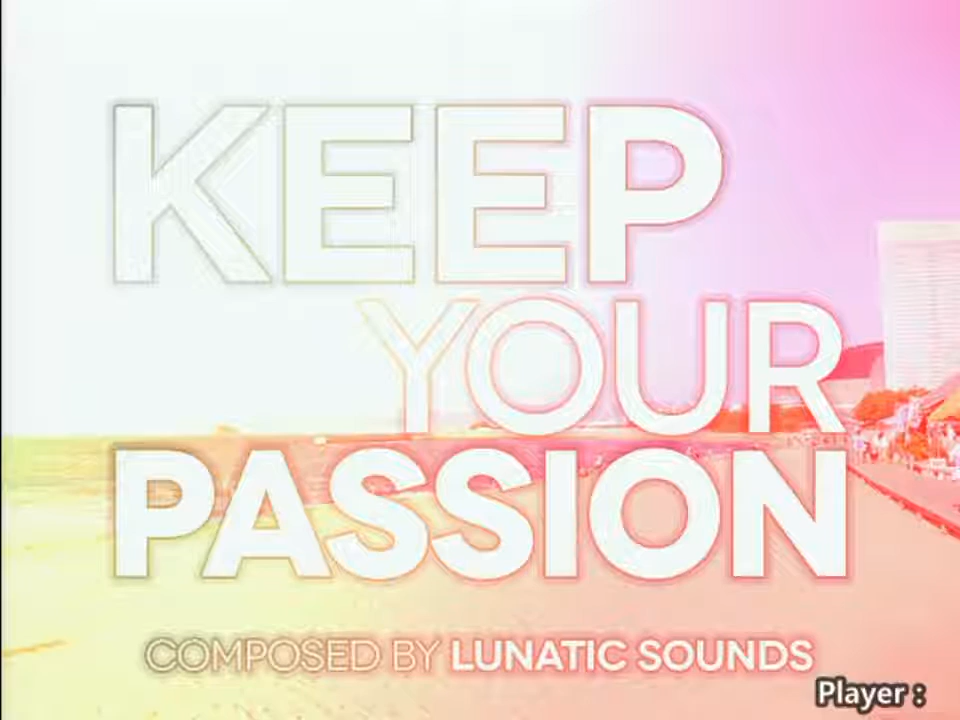 KEEP
YOUR
PASSION
COMPOSED BY LUNATIC SOUNDS
Player :